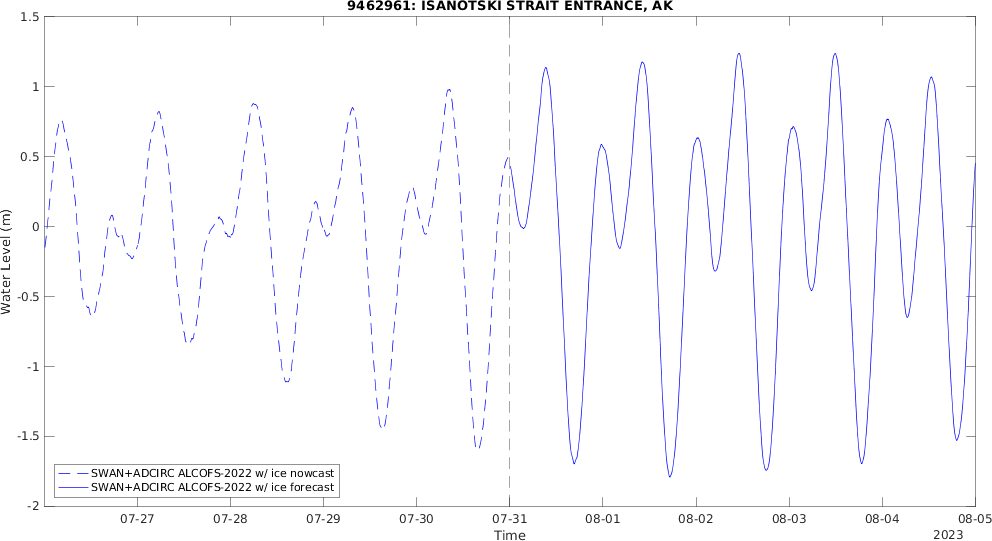 9462961: ISANOTSKI STRAIT ENTRANCE, AK
1.5
1
0.5
0
-0.5
-1
-1.5
-2
Water Level (m)
SWAN+ADCIRC ALCOFS-2022 w/ ice nowcast
SWAN+ADCIRC ALCOFS-2022 w/ ice forecast
07-27 07-28 07-29 07-30 07-31 08-01 08-02 08-03 08-04 08-05
Time
2023